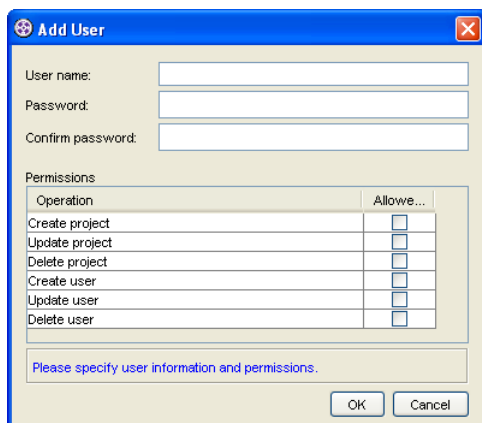 Add User
User name:
Password:
Confirm password:
Permissions
Operation Allowe...
Create project
Update project
Delete project
Create user
Update user
Delete user
Please specify user information and permissions.
OK Cancel